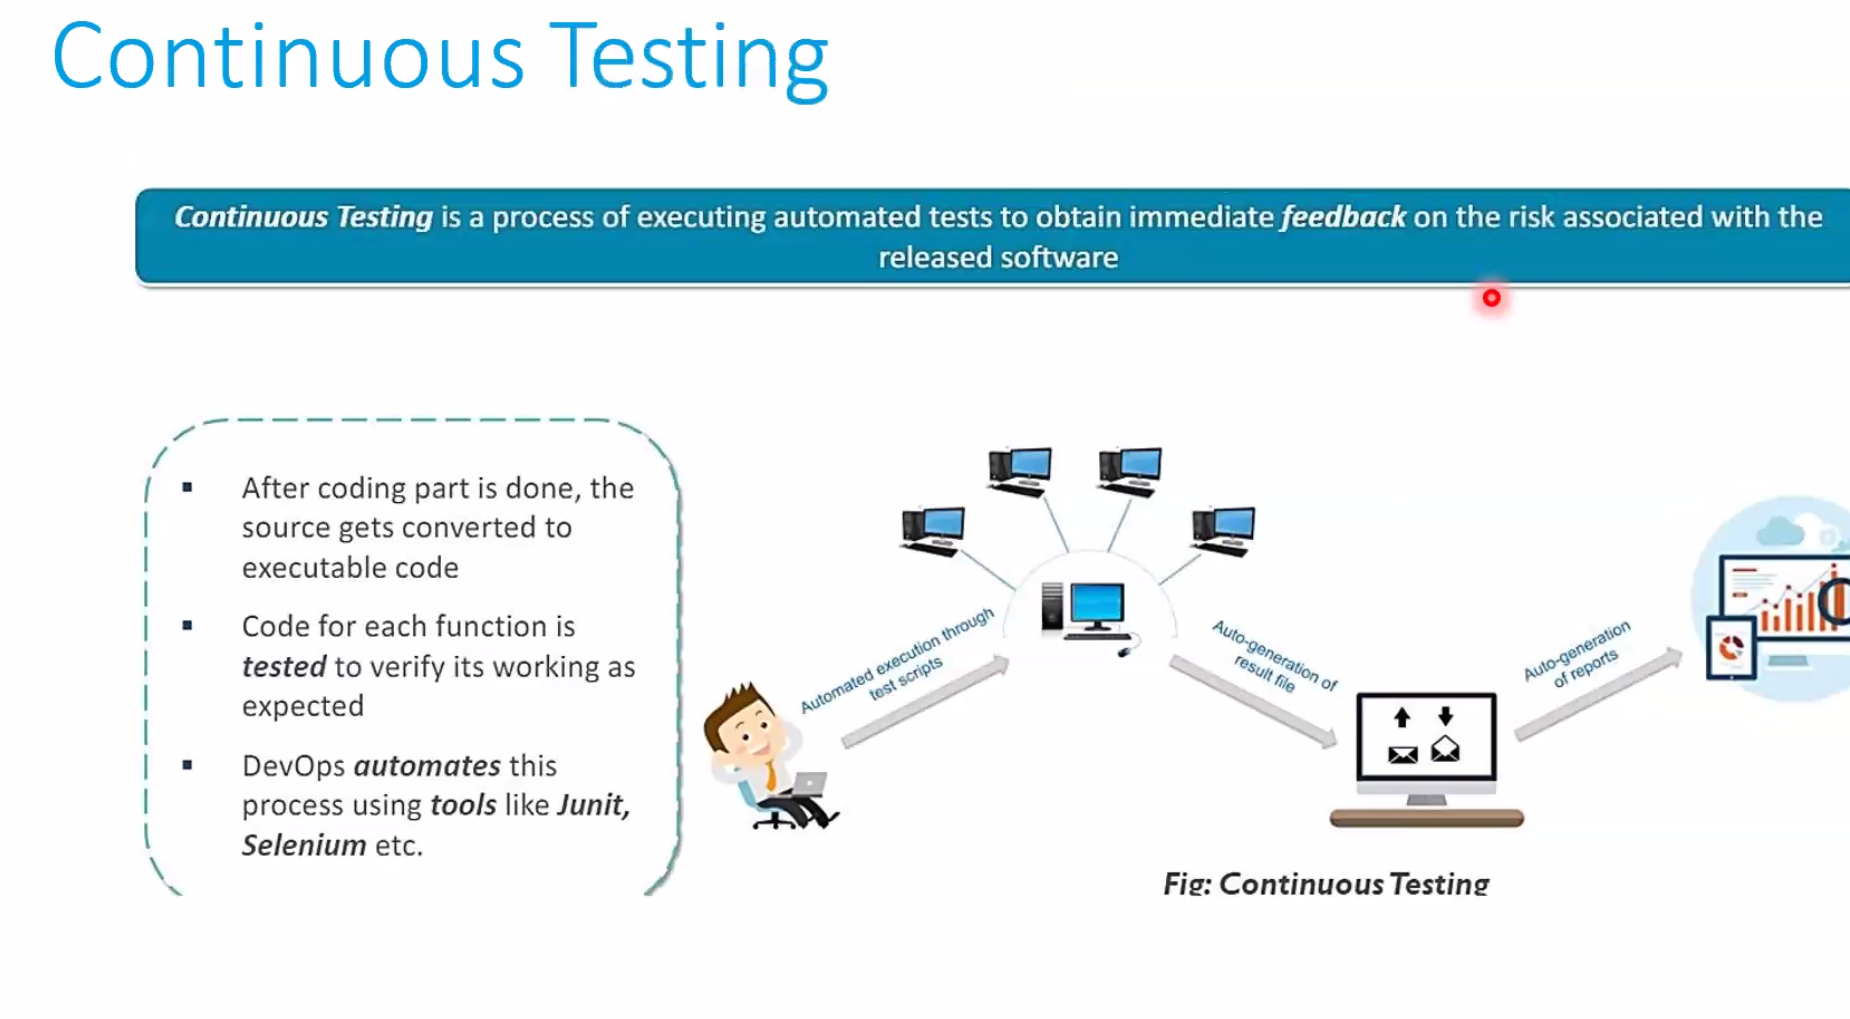 Continuous Testing
Continuous Testing is a process of executing automated tests to obtain immediate feedback on the risk associated with the
released software
After coding part is done, the
source gets converted to
executable code
Code for each function is
tested to verify its working as
expected
DevOps automates this
process using tools like Junit,
Selenium etc.
Automated execution through
test scripts
Auto-generation of
result file
Auto-generation
of reports
Fig: Continuous Testing